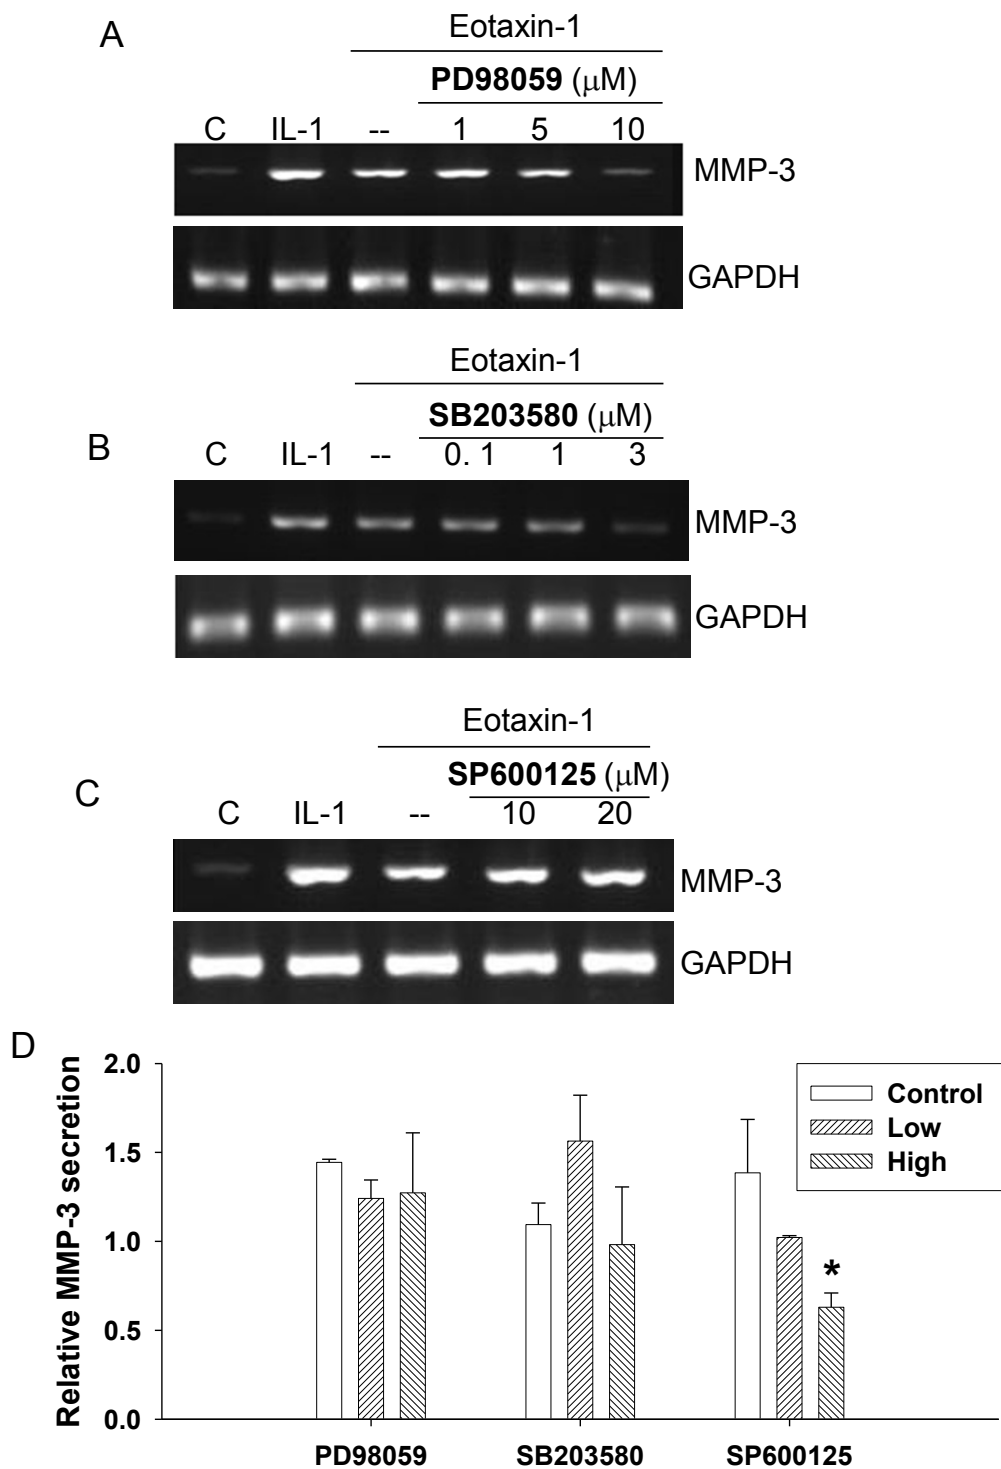 A
Eotaxin-1
PD98059 (μM)
C IL-1 -- 1 5 10
MMP-3
GAPDH
B
Eotaxin-1
SB203580 (μM)
C IL-1 -- 0. 1 1 3
MMP-3
GAPDH
C
Eotaxin-1
SP600125 (μM)
C IL-1 -- 10 20
MMP-3
GAPDH
D
Relative MMP-3 secretion
2.0
1.5
1.0
0.5
0.0
Control
Low
High
*
PD98059 SB203580 SP600125